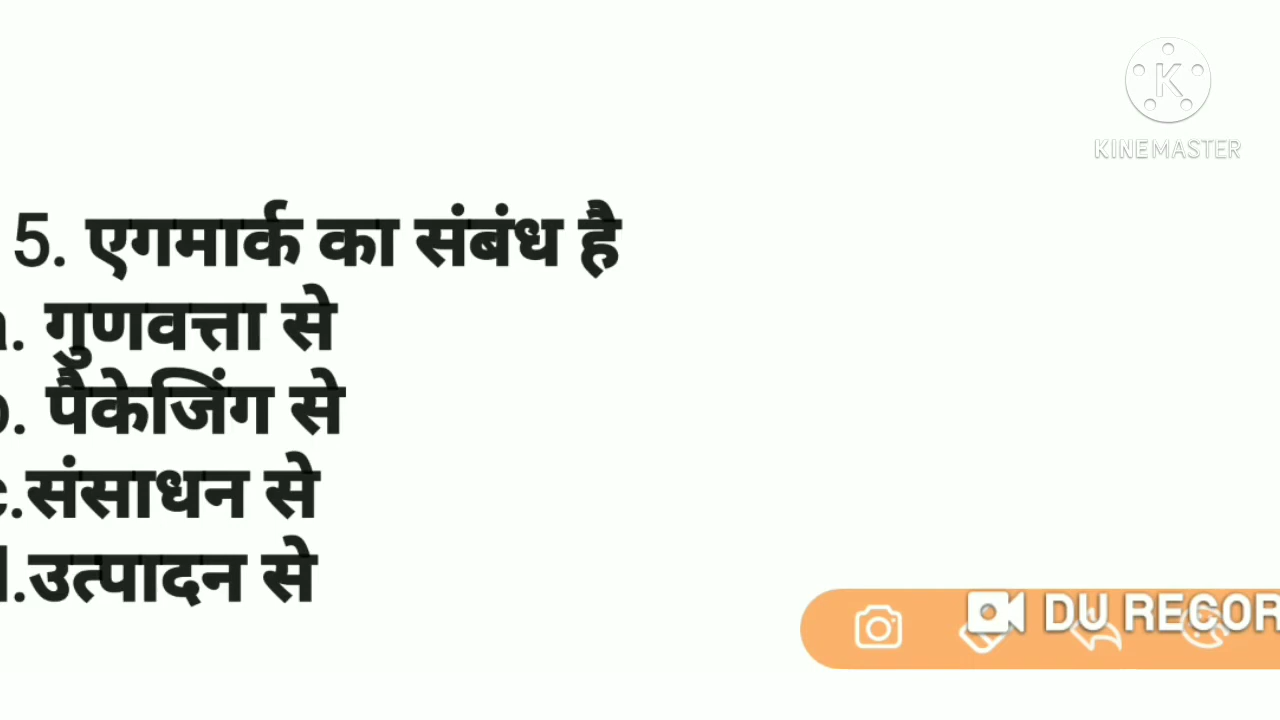 K
KINEMASTER
5. एगमार्क का संबंध है
a. गुणवत्ता से
b. पैकेजिंग से
c.संसाधन से
d.उत्पादन से
DU RECOR